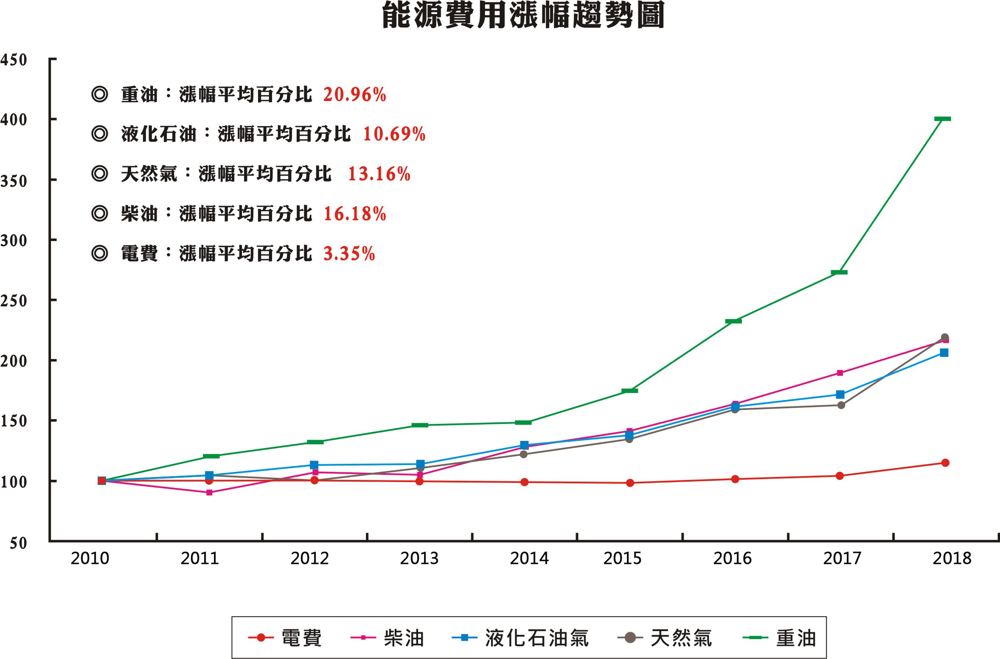 能源費用漲幅趨勢圖
450
400
350
300
250
200
150
100
50
◎ 重油：漲幅平均百分比 20.96%
◎ 液化石油：漲幅平均百分比 10.69%
◎ 天然氣：漲幅平均百分比 13.16%
◎ 柴油：漲幅平均百分比 16.18%
◎ 電費：漲幅平均百分比 3.35%
2010 2011 2012 2013 2014 2015 2016 2017 2018
電費 柴油 液化石油氣 天然氣 重油